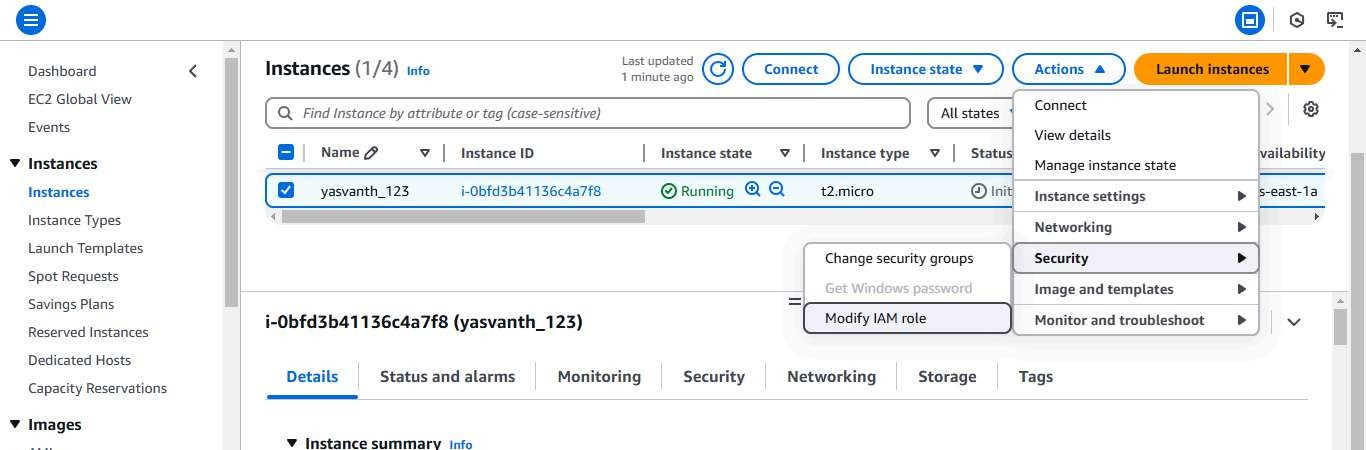 Dashboard
EC2 Global View
Events
Instances
Instances
Instance Types
Launch Templates
Spot Requests
Savings Plans
Reserved Instances
Dedicated Hosts
Capacity Reservations
Images
Instances (1/4) Info
Last updated
1 minute ago
Connect
Instance state
Actions
Launch instances
Find Instance by attribute or tag (case-sensitive)
All states
Name Instance ID Instance state Instance type Status vailability
yasvanth_123 i-0bfd3b41136c4a7f8 Running t2.micro Initi s-east-1a
Connect
View details
Manage instance state
Instance settings
Networking
Security
Image and templates
Monitor and troubleshoot
Change security groups
Get Windows password
Modify IAM role
i-0bfd3b41136c4a7f8 (yasvanth_123)
Details Status and alarms Monitoring Security Networking Storage Tags
Instance summary Info